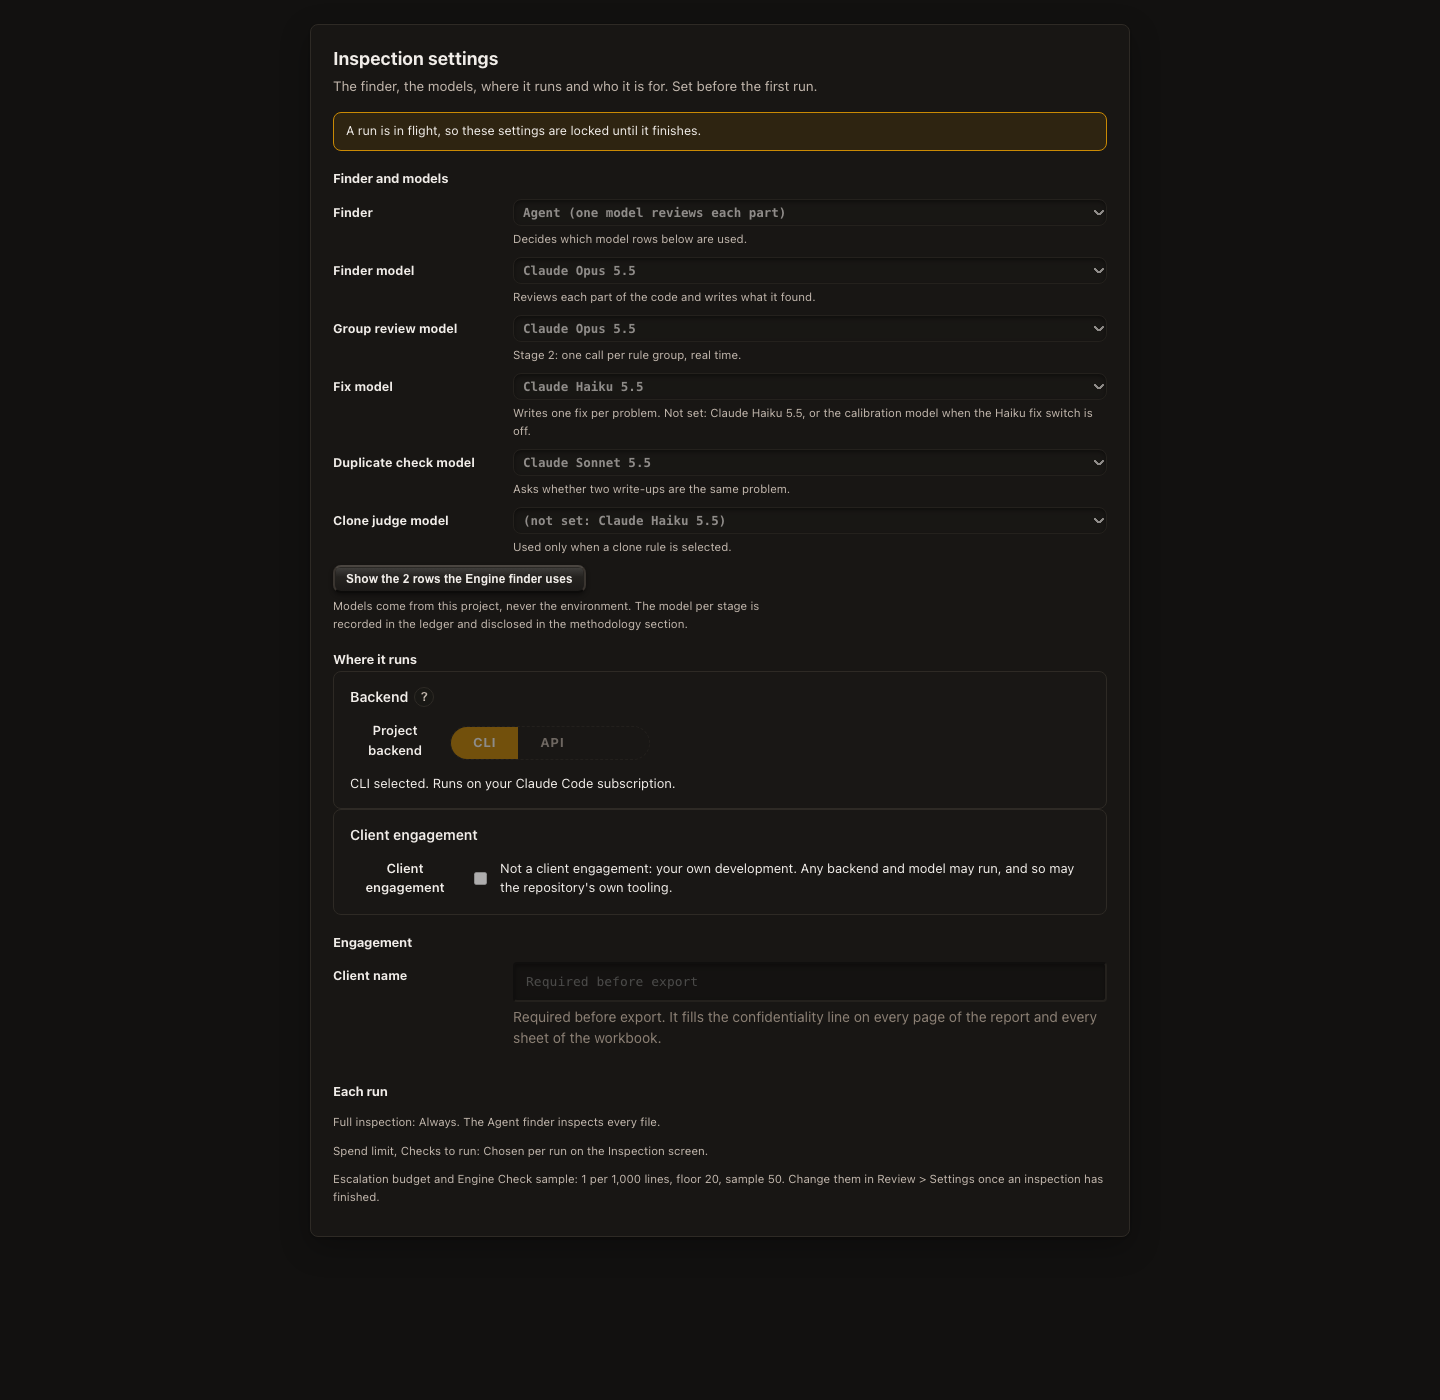 Inspection settings
The finder, the models, where it runs and who it is for. Set before the first run.
A run is in flight, so these settings are locked until it finishes.
Finder and models
Finder
Agent (one model reviews each part)
Decides which model rows below are used.
Finder model
Claude Opus 5.5
Reviews each part of the code and writes what it found.
Group review model
Claude Opus 5.5
Stage 2: one call per rule group, real time.
Fix model
Claude Haiku 5.5
Writes one fix per problem. Not set: Claude Haiku 5.5, or the calibration model when the Haiku fix switch is
off.
Duplicate check model
Claude Sonnet 5.5
Asks whether two write-ups are the same problem.
Clone judge model
(not set: Claude Haiku 5.5)
Used only when a clone rule is selected.
Show the 2 rows the Engine finder uses
Models come from this project, never the environment. The model per stage is
recorded in the ledger and disclosed in the methodology section.
Where it runs
Backend ?
Project
backend
CLI API
CLI selected. Runs on your Claude Code subscription.
Client engagement
Client
engagement
Not a client engagement: your own development. Any backend and model may run, and so may
the repository's own tooling.
Engagement
Client name
Required before export
Required before export. It fills the confidentiality line on every page of the report and every
sheet of the workbook.
Each run
Full inspection: Always. The Agent finder inspects every file.
Spend limit, Checks to run: Chosen per run on the Inspection screen.
Escalation budget and Engine Check sample: 1 per 1,000 lines, floor 20, sample 50. Change them in Review > Settings once an inspection has
finished.